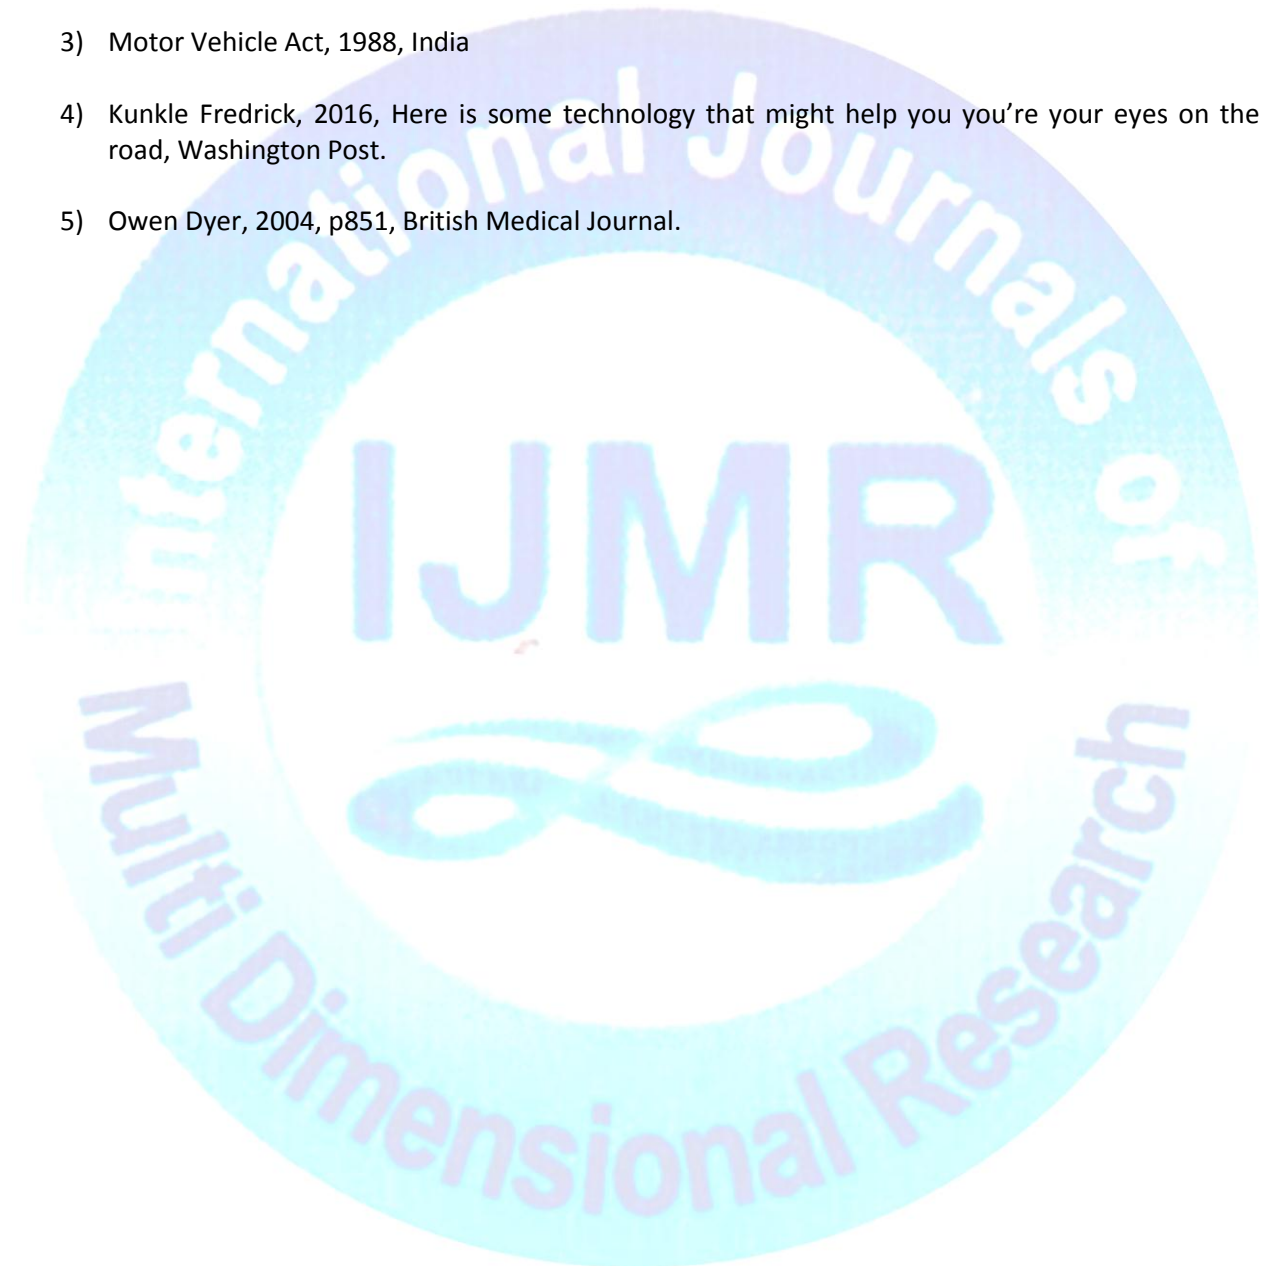 3) Motor Vehicle Act, 1988, India
4) Kunkle Fredrick, 2016, Here is some technology that might help you you’re your eyes on the
road, Washington Post.
5) Owen Dyer, 2004, p851, British Medical Journal.
International Journals of
IJMR
Multi Dimensional Research